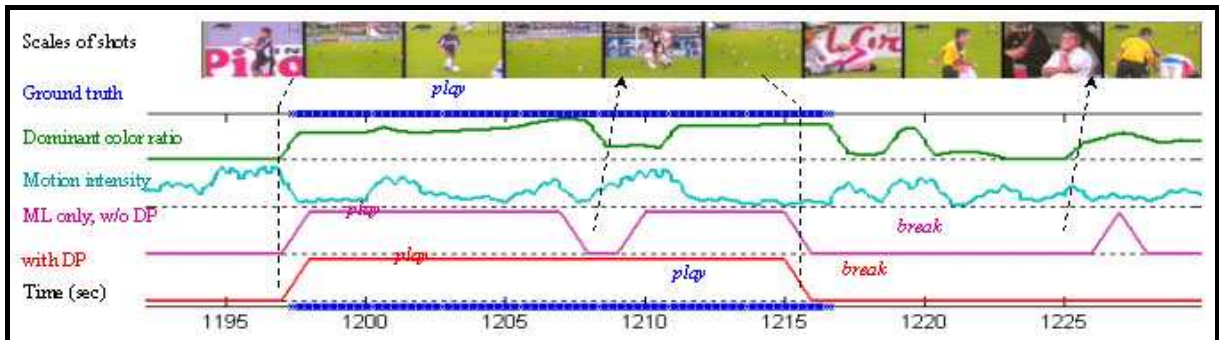 Scales of shots
Ground truth
play
Dominant color ratio
Motion intensity
ML only, w/o DP
play
break
with DP
play
play
break
Time (sec)
1195 1200 1205 1210 1215 1220 1225